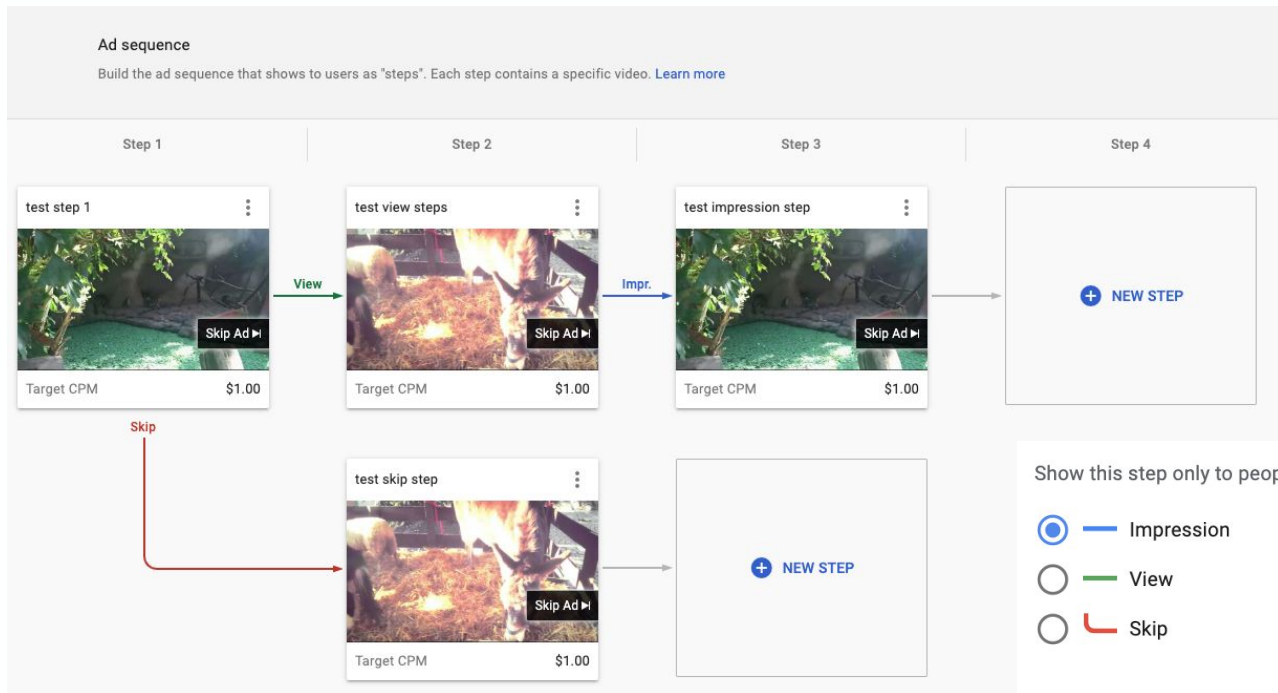 Ad sequence
Build the ad sequence that shows to users as "steps". Each step contains a specific video. Learn more
Step 1
Step 2
Step 3
Step 4
test step 1
test view steps
test impression step
View
Impr.
NEW STEP
Skip Ad
Skip Ad
Skip Ad
Target CPM $1.00
Target CPM $1.00
Target CPM $1.00
Skip
test skip step
Skip Ad
Target CPM $1.00
NEW STEP
Show this step only to peop
Impression
View
Skip